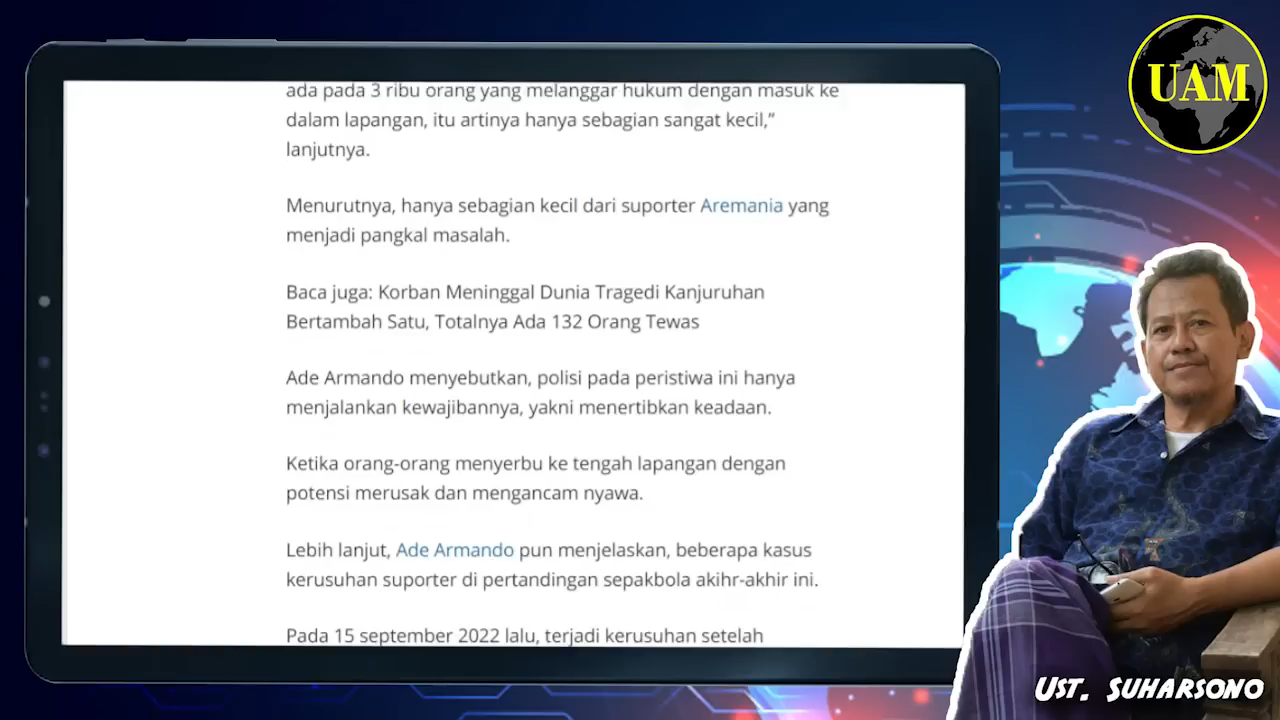 ada pada 3 ribu orang yang melanggar hukum dengan masuk ke
dalam lapangan, itu artinya hanya sebagian sangat kecil,”
lanjutnya.
Menurutnya, hanya sebagian kecil dari suporter Aremania yang
menjadi pangkal masalah.
Baca juga: Korban Meninggal Dunia Tragedi Kanjuruhan
Bertambah Satu, Totalnya Ada 132 Orang Tewas
Ade Armando menyebutkan, polisi pada peristiwa ini hanya
menjalankan kewajibannya, yakni menertibkan keadaan.
Ketika orang-orang menyerbu ke tengah lapangan dengan
potensi merusak dan mengancam nyawa.
Lebih lanjut, Ade Armando pun menjelaskan, beberapa kasus
kerusuhan suporter di pertandingan sepakbola akihr-akhir ini.
Pada 15 september 2022 lalu, terjadi kerusuhan setelah
UAM
UST. SUHARSONO